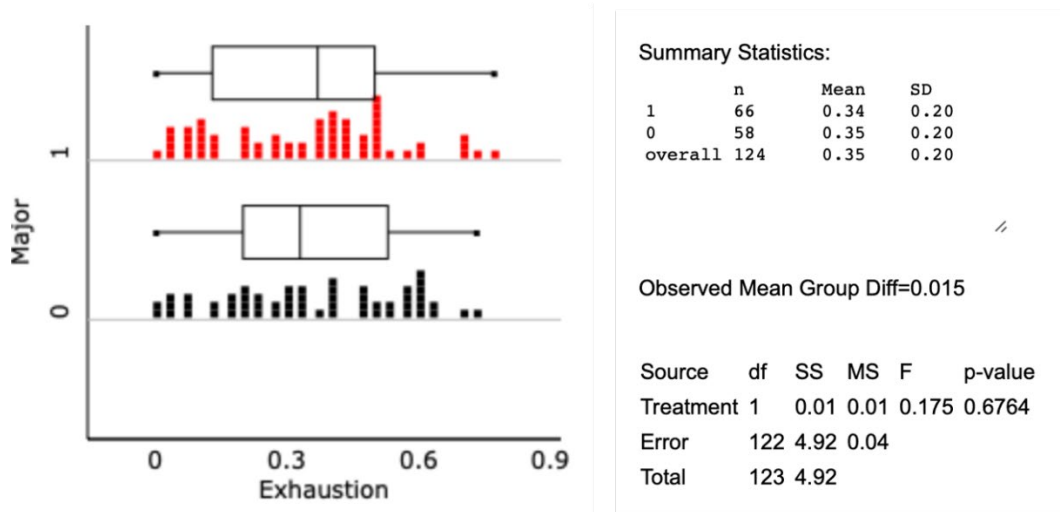 1
Major
0
0 0.3 0.6 0.9
Exhaustion
Summary Statistics:
n Mean SD
1 66 0.34 0.20
0 58 0.35 0.20
overall 124 0.35 0.20
Observed Mean Group Diff=0.015
Source df SS MS F p-value
Treatment 1 0.01 0.01 0.175 0.6764
Error 122 4.92 0.04
Total 123 4.92